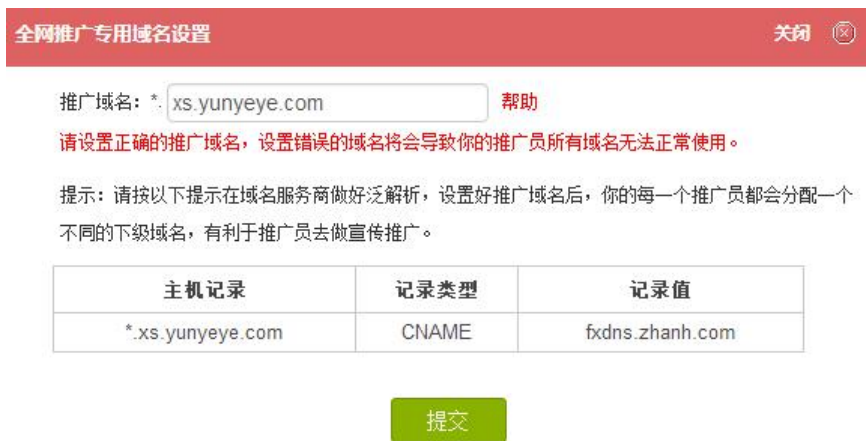 全网推广专用域名设置 关闭
推广域名：*. xs.yunyeye.com 帮助
请设置正确的推广域名，设置错误的域名将会导致你的推广员所有域名无法正常使用。
提示：请按以下提示在域名服务商做好泛解析，设置好推广域名后，你的每一个推广员都会分配一个
不同的下级域名，有利于推广员去做宣传推广。
主机记录 记录类型 记录值
*.xs.yunyeye.com CNAME fxdns.zhanh.com
提交